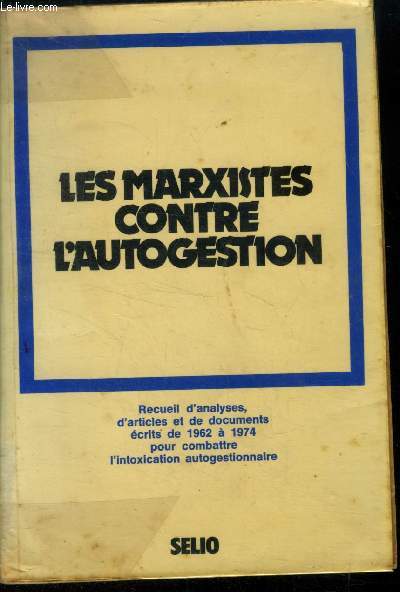 Le-livre.com
LES MARXISTES
CONTRE
L'AUTOGESTION
Recueil d'analyses,
d'articles et de documents
écrits de 1962 à 1974
pour combattre
l'intoxication autogestionnaire
SELIO